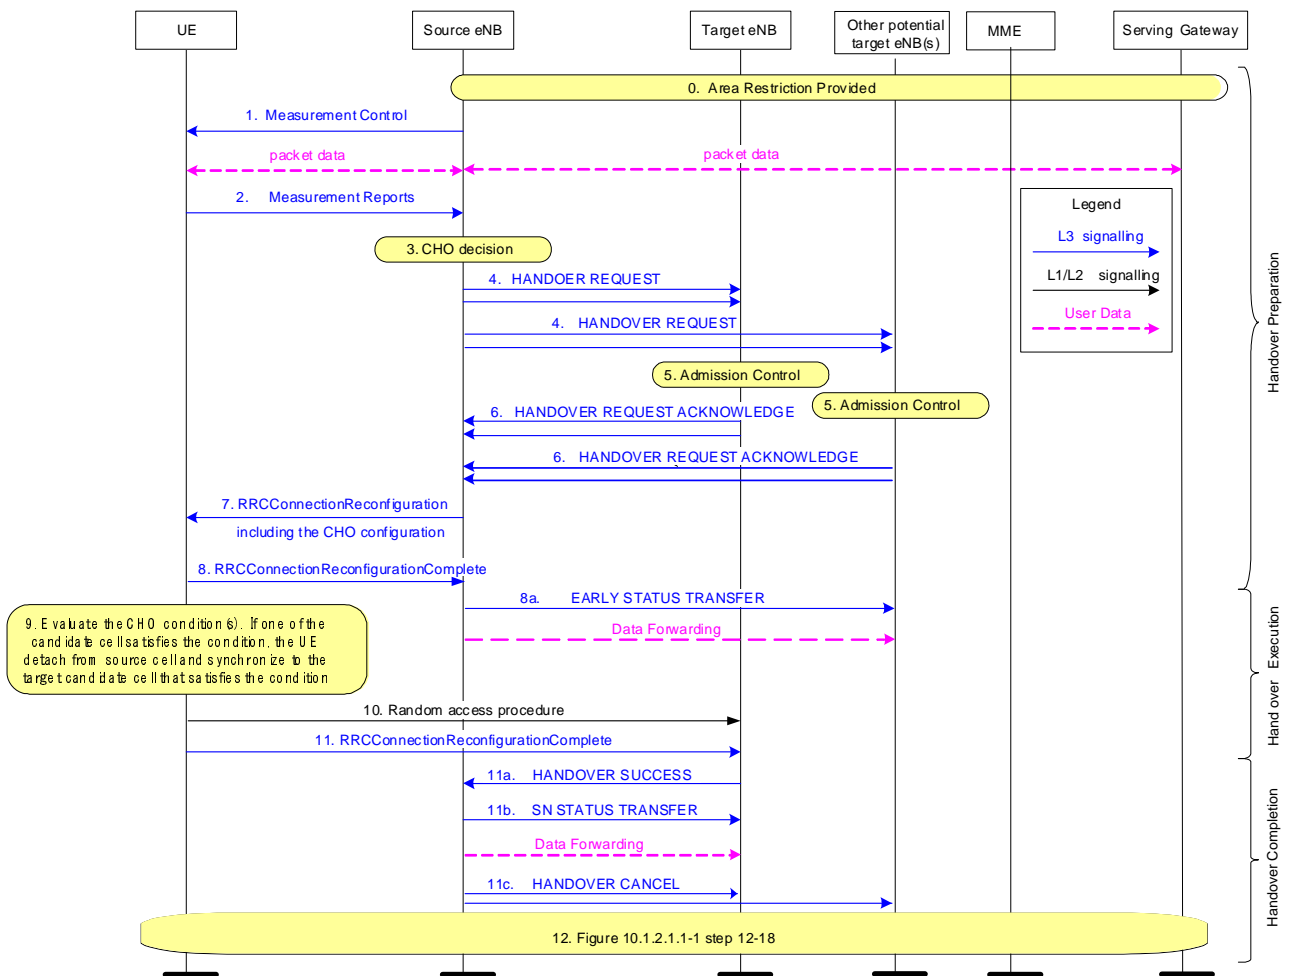 UE
Source eNB
Target eNB
Other potential
target eNB(s)
MME
Serving Gateway
0. Area Restriction Provided
1. Measurement Control
packet data
packet data
2. Measurement Reports
Legend
L3 signalling
L1/L2 signalling
User Data
3. CHO decision
4. HANDOER REQUEST
4. HANDOVER REQUEST
5. Admission Control
5. Admission Control
6. HANDOVER REQUEST ACKNOWLEDGE
6. HANDOVER REQUEST ACKNOWLEDGE
7. RRCConnectionReconfiguration
including the CHO configuration
8. RRCConnectionReconfigurationComplete
Handover Preparation
8a. EARLY STATUS TRANSFER
Data Forwarding
9. Evaluate the CHO condition(s). If one of the
candidate cell satisfies the condition, the UE
detach from source cell and synchronize to the
target candidate cell that satisfies the condition
10. Random access procedure
11. RRCConnectionReconfigurationComplete
Hand over Execution
11a. HANDOVER SUCCESS
11b. SN STATUS TRANSFER
Data Forwarding
11c. HANDOVER CANCEL
Handover Completion
12. Figure 10.1.2.1.1-1 step 12-18